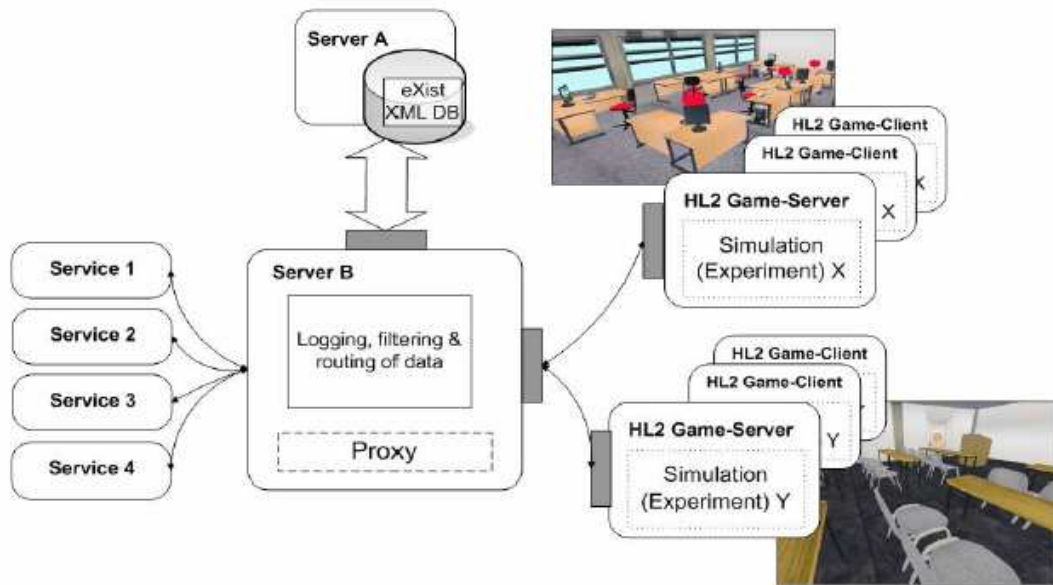 Server A
eXist
XML DB
HL2 Game-Client
HL2 Game-Client
X
X
HL2 Game-Server
Simulation
(Experiment) X
Service 1
Service 2
Service 3
Service 4
Server B
Logging, filtering &
routing of data
Proxy
HL2 Game-Client
HL2 Game-Client
Y
HL2 Game-Server
Simulation
(Experiment) Y